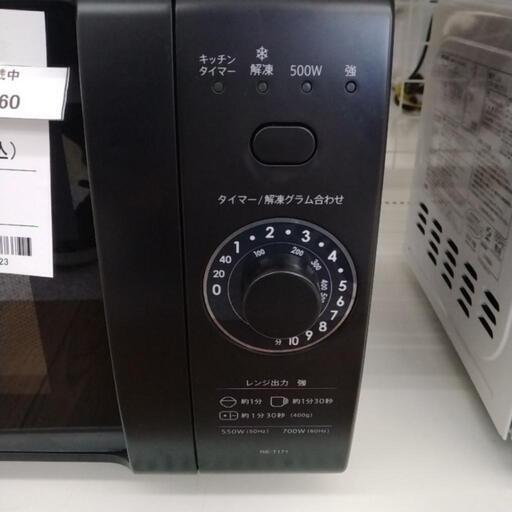 キッチン
タイマー
解凍
500W
強
60
込)
タイマー/解凍グラム合わせ
0 20 40 1・2・3・4・5・6・7・8・9・10 分
100 200 300 400
レンジ出力 強
約1分 約1分30秒
約1分30秒 (400g)
550W (50Hz) 700W (60Hz)
23